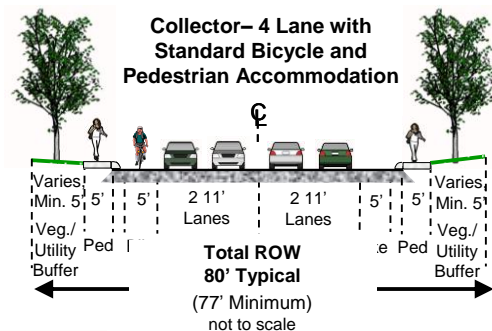 Collector– 4 Lane with
Standard Bicycle and
Pedestrian Accommodation
℄
Varies, Min. 5' 5' 5' 2 11' Lanes 2 11' Lanes 5' 5' Varies, Min. 5'
Veg./ Utility Buffer Ped Ped Veg./ Utility Buffer
Total ROW
80' Typical
(77' Minimum)
not to scale